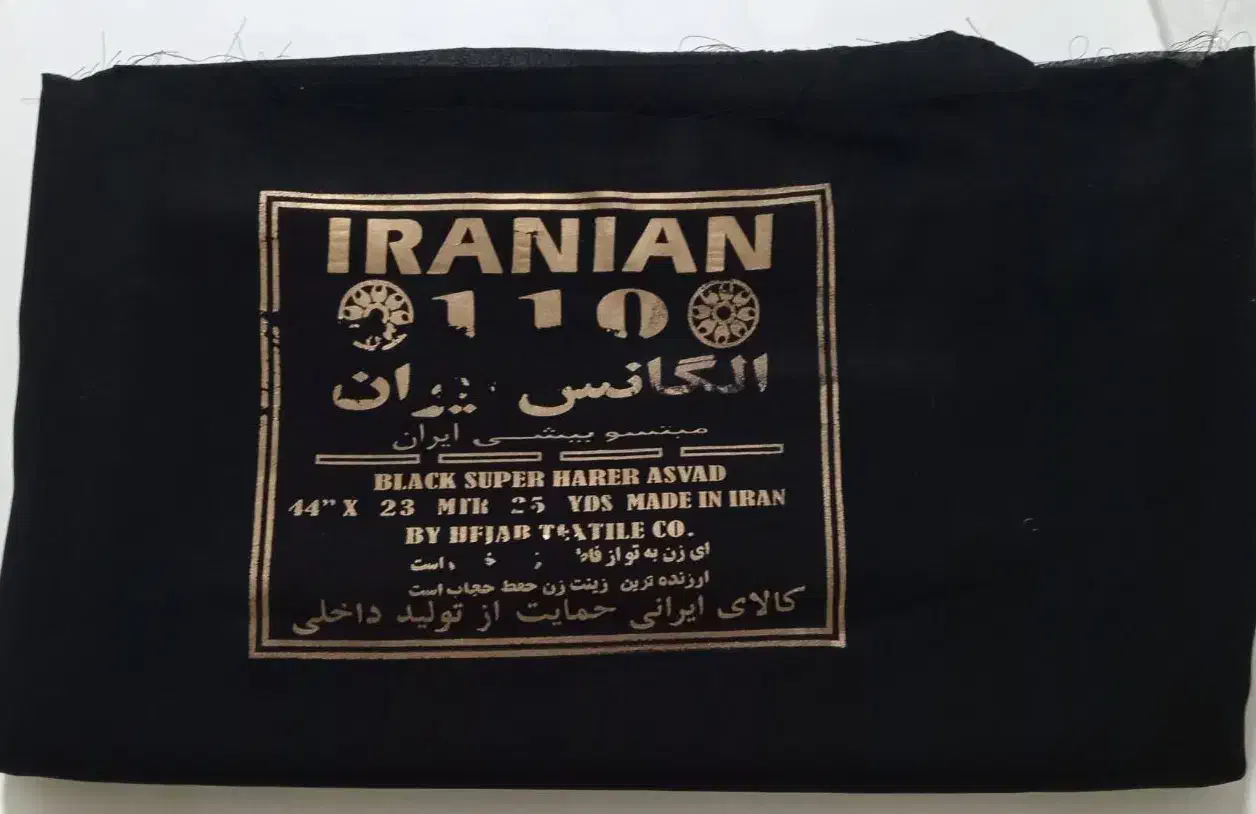 IRANIAN
110
الگانس ایران
میتسو بیشی ایران
BLACK SUPER HARER ASVAD
44" X 23 MTR 25 YDS MADE IN IRAN
BY HEJAB TEXTILE CO.
ای زن به تو از است
ارزنده ترین زینت زن حفظ حجاب است
کالای ایرانی حمایت از تولید داخلی